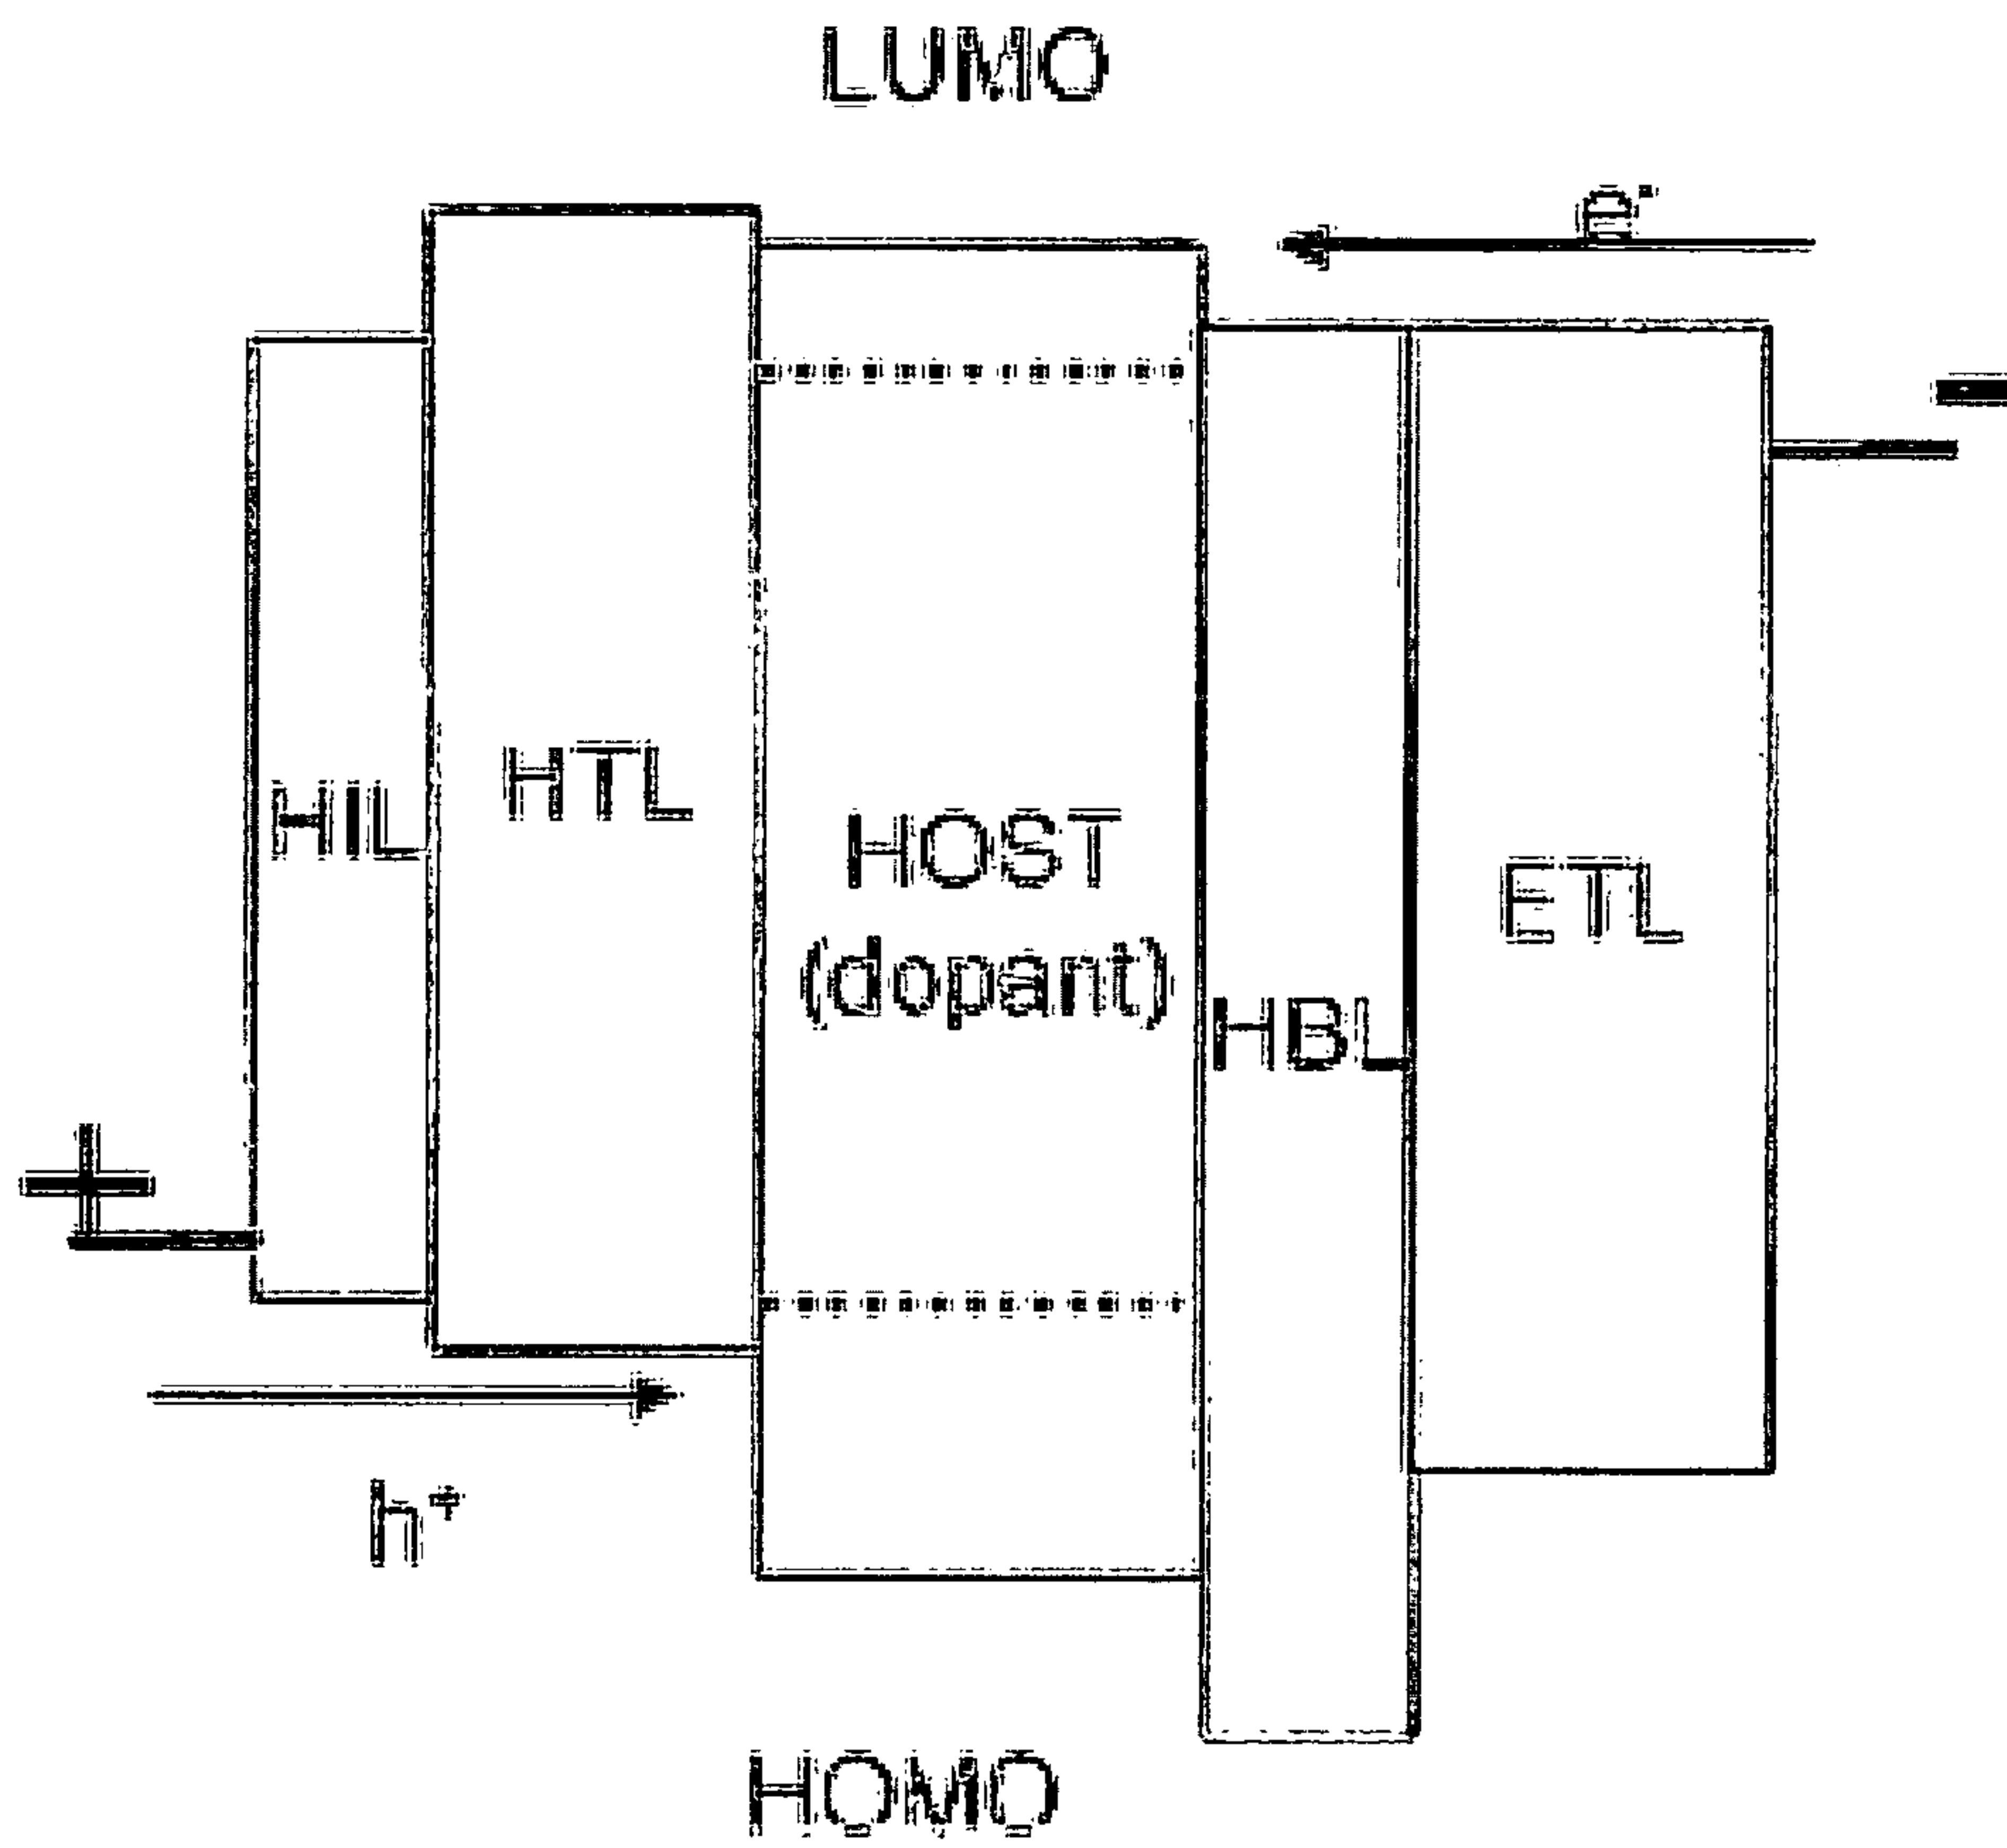 LUMO
e-
HTL
HIL
HOST
(dopant)
ETL
HBL
+
-
h+
HOMO